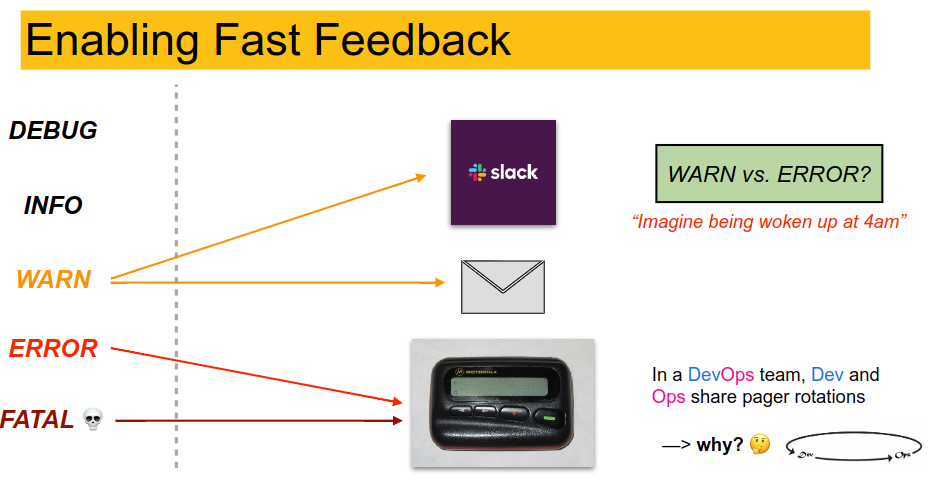 Enabling Fast Feedback
DEBUG
INFO
WARN
ERROR
FATAL 💀
slack
MOTOROLA
WARN vs. ERROR?
“Imagine being woken up at 4am”
In a DevOps team, Dev and
Ops share pager rotations
—> why? 🤔
Dev
Ops